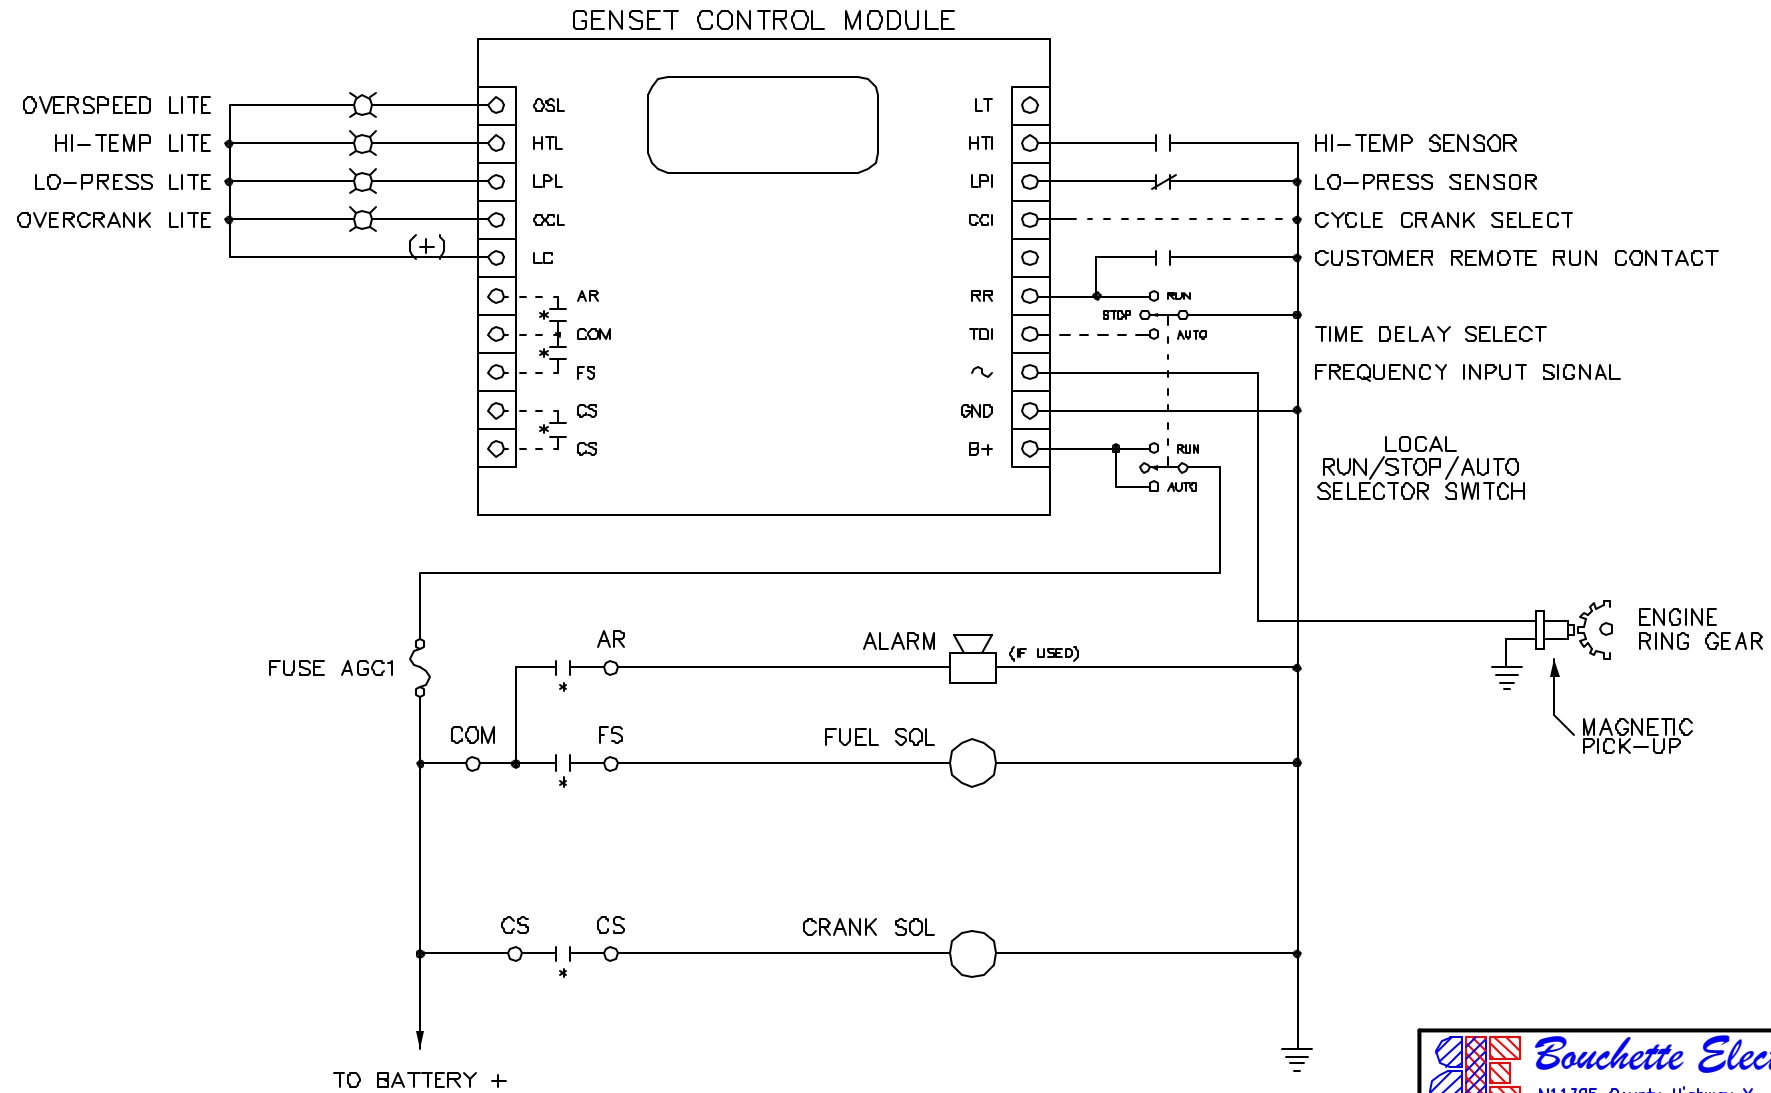 GENSET CONTROL MODULE
OVERSPEED LITE
HI-TEMP LITE
LO-PRESS LITE
OVERCRANK LITE
(+)
OSL
HTL
LPL
OCL
LC
AR
*
COM
*
FS
CS
*
CS
LT
HTI
LPI
CCI
RR
TDI
~
GND
B+
HI-TEMP SENSOR
LO-PRESS SENSOR
CYCLE CRANK SELECT
CUSTOMER REMOTE RUN CONTACT
RUN
STOP
AUTO
TIME DELAY SELECT
FREQUENCY INPUT SIGNAL
RUN
AUTO
LOCAL
RUN/STOP/AUTO
SELECTOR SWITCH
ENGINE
RING GEAR
MAGNETIC
PICK-UP
FUSE AGC1
AR
*
ALARM
(IF USED)
COM
FS
*
FUEL SOL
CS
CS
*
CRANK SOL
TO BATTERY +
Bouchette
County Highway